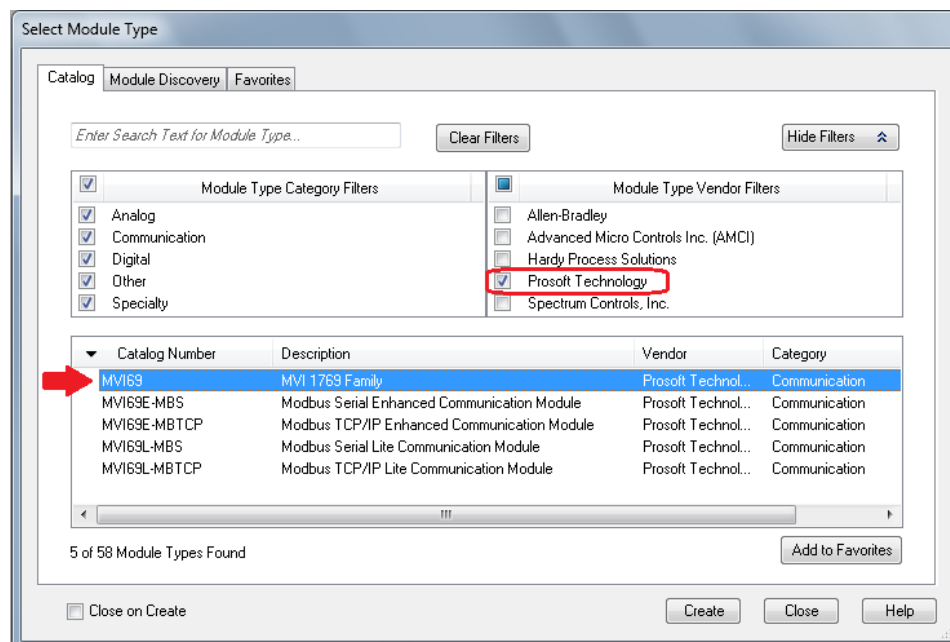 Select Module Type
Catalog Module Discovery Favorites
Enter Search Text for Module Type... Clear Filters Hide Filters
Module Type Category Filters Module Type Vendor Filters
Analog Allen-Bradley
Communication Advanced Micro Controls Inc. (AMCI)
Digital Hardy Process Solutions
Other Prosoft Technology
Specialty Spectrum Controls, Inc.
Catalog Number Description Vendor Category
MVI69 MVI 1769 Family Prosoft Technol... Communication
MVI69E-MBS Modbus Serial Enhanced Communication Module Prosoft Technol... Communication
MVI69E-MBTCP Modbus TCP/IP Enhanced Communication Module Prosoft Technol... Communication
MVI69L-MBS Modbus Serial Lite Communication Module Prosoft Technol... Communication
MVI69L-MBTCP Modbus TCP/IP Lite Communication Module Prosoft Technol... Communication
5 of 58 Module Types Found Add to Favorites
Close on Create Create Close Help